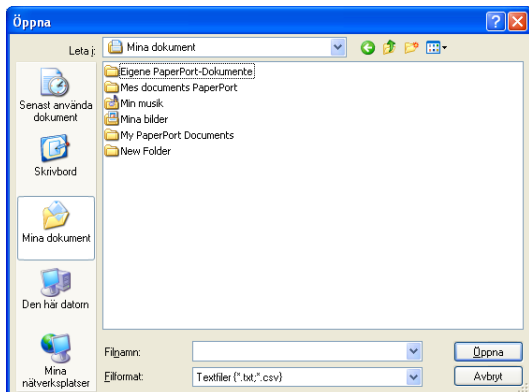 Öppna
Leta i:
Mina dokument
Senast använda
dokument
Skrivbord
Mina dokument
Den här datorn
Mina
nätverksplatser
Eigene PaperPort-Dokumente
Mes documents PaperPort
Min musik
Mina bilder
My PaperPort Documents
New Folder
Filnamn:
Öppna
Filformat:
Textfiler (*.txt;*.csv)
Avbryt